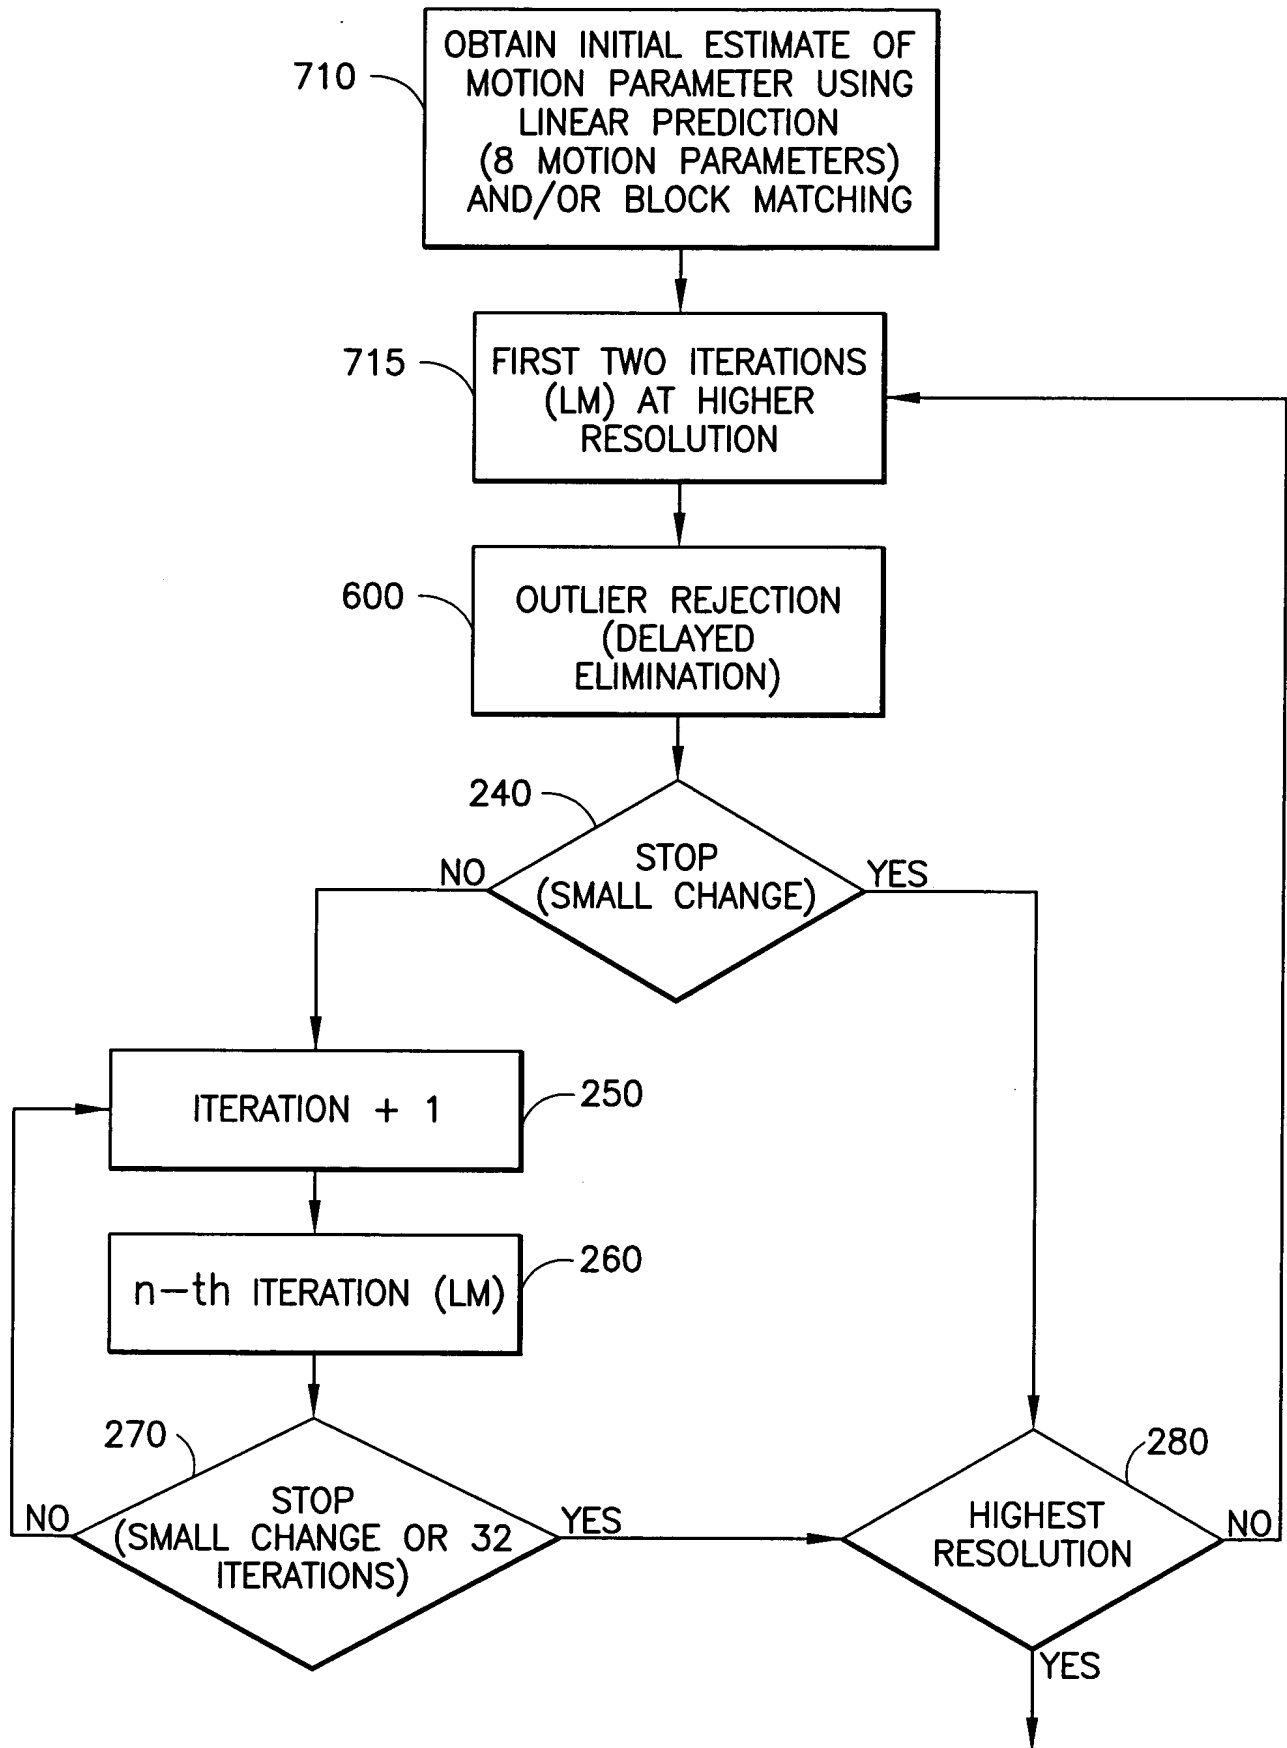 OBTAIN INITIAL ESTIMATE OF
MOTION PARAMETER USING
LINEAR PREDICTION
(8 MOTION PARAMETERS)
AND/OR BLOCK MATCHING
710
FIRST TWO ITERATIONS
(LM) AT HIGHER
RESOLUTION
715
OUTLIER REJECTION
(DELAYED
ELIMINATION)
600
240
STOP
(SMALL CHANGE)
NO
YES
ITERATION + 1
250
n-th ITERATION (LM)
260
270
STOP
(SMALL CHANGE OR 32
ITERATIONS)
NO
YES
280
HIGHEST
RESOLUTION
NO
YES